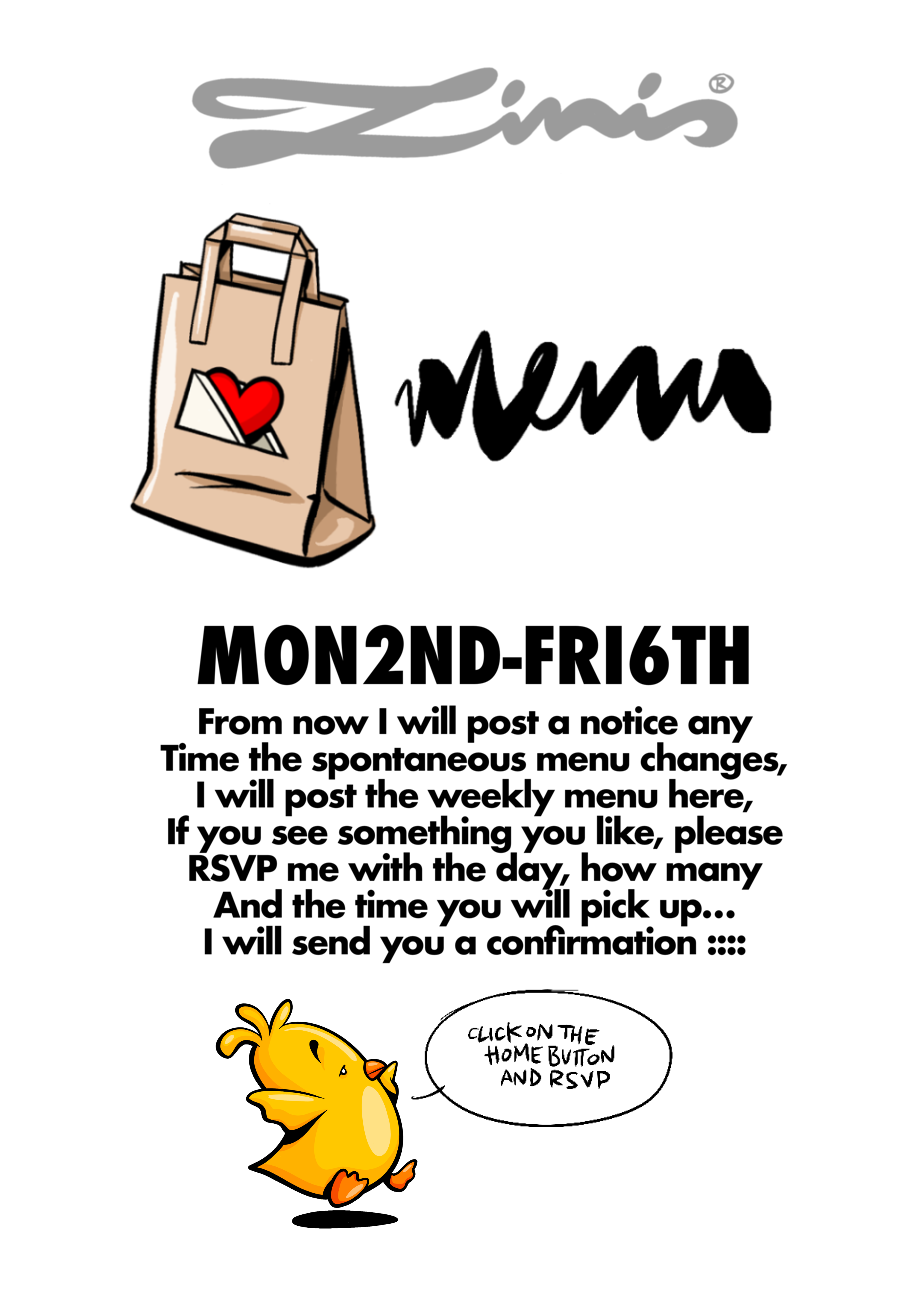 Zinis®
menu
MON2ND-FRI6TH
From now I will post a notice any
Time the spontaneous menu changes,
I will post the weekly menu here,
If you see something you like, please
RSVP me with the day, how many
And the time you will pick up...
I will send you a confirmation ::::
CLICK ON THE
HOME BUTTON
AND RSVP